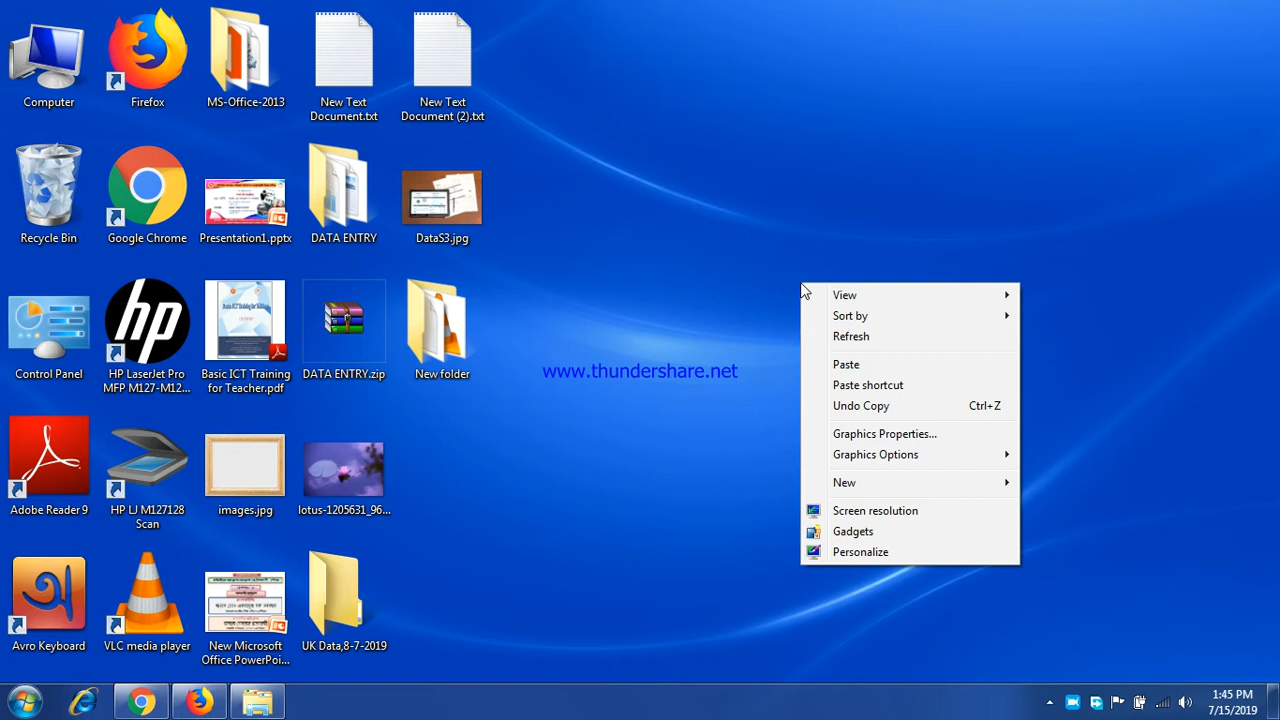 Computer
Firefox
MS-Office-2013
New Text
Document.txt
New Text
Document (2).txt
Recycle Bin
Google Chrome
Presentation1.pptx
DATA ENTRY
DataS3.jpg
Control Panel
hp
HP LaserJet Pro
MFP M127-M12...
Basic ICT Training
for Teacher.pdf
DATA ENTRY.zip
New folder
www.thundershare.net
View
Sort by
Refresh
Paste
Paste shortcut
Undo Copy Ctrl+Z
Graphics Properties...
Graphics Options
New
Screen resolution
Gadgets
Personalize
Adobe Reader 9
HP LJ M127128
Scan
images.jpg
lotus-1205631_96...
অ
Avro Keyboard
VLC media player
New Microsoft
Office PowerPoi...
UK Data,8-7-2019
1:45 PM
7/15/2019